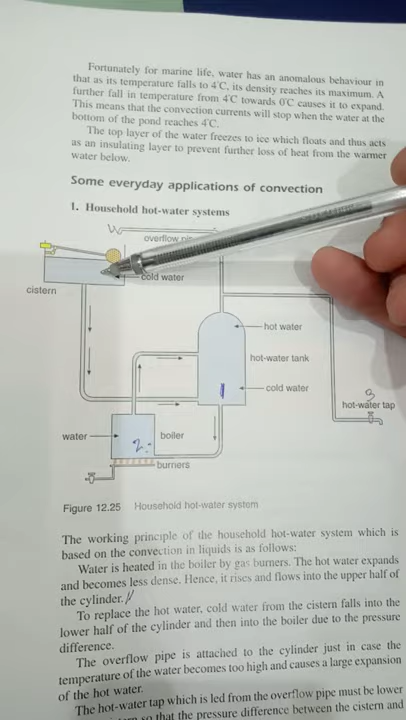 Fortunately for marine life, water has an anomalous behaviour in
that as its temperature falls to 4°C, its density reaches its maximum. A
further fall in temperature from 4°C towards 0°C causes it to expand.
This means that the convection currents will stop when the water at the
bottom of the pond reaches 4°C.
The top layer of the water freezes to ice which floats and thus acts
as an insulating layer to prevent further loss of heat from the warmer
water below.
Some everyday applications of convection
1. Household hot-water systems
overflow
cold water
cistern
hot water
hot-water tank
cold water
1
3
hot-water tap
water
boiler
2
burners
Figure 12.25 Household hot-water system
The working principle of the household hot-water system which is
based on the convection in liquids is as follows:
Water is heated in the boiler by gas burners. The hot water expands
and becomes less dense. Hence, it rises and flows into the upper half of
the cylinder.
To replace the hot water, cold water from the cistern falls into the
lower half of the cylinder and then into the boiler due to the pressure
difference.
The overflow pipe is attached to the cylinder just in case the
temperature of the water becomes too high and causes a large expansion
of the hot water.
The hot-water tap which is led from the overflow pipe must be lower
so that the pressure difference between the cistern and